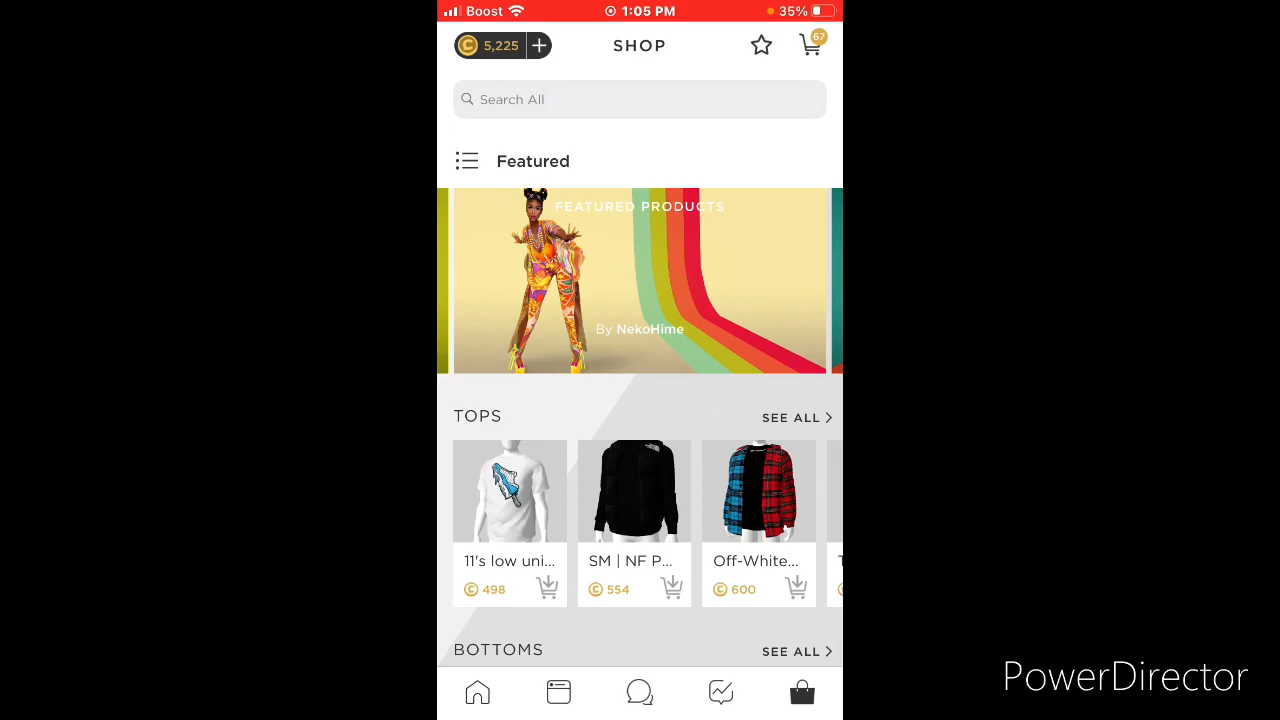 Boost 1:05 PM 35%
5,225 + SHOP 67
Search All
Featured
FEATURED PRODUCTS
By NekoHime
TOPS SEE ALL >
11's low uni... SM | NF P... Off-White...
498 554 600
BOTTOMS SEE ALL >
PowerDirector